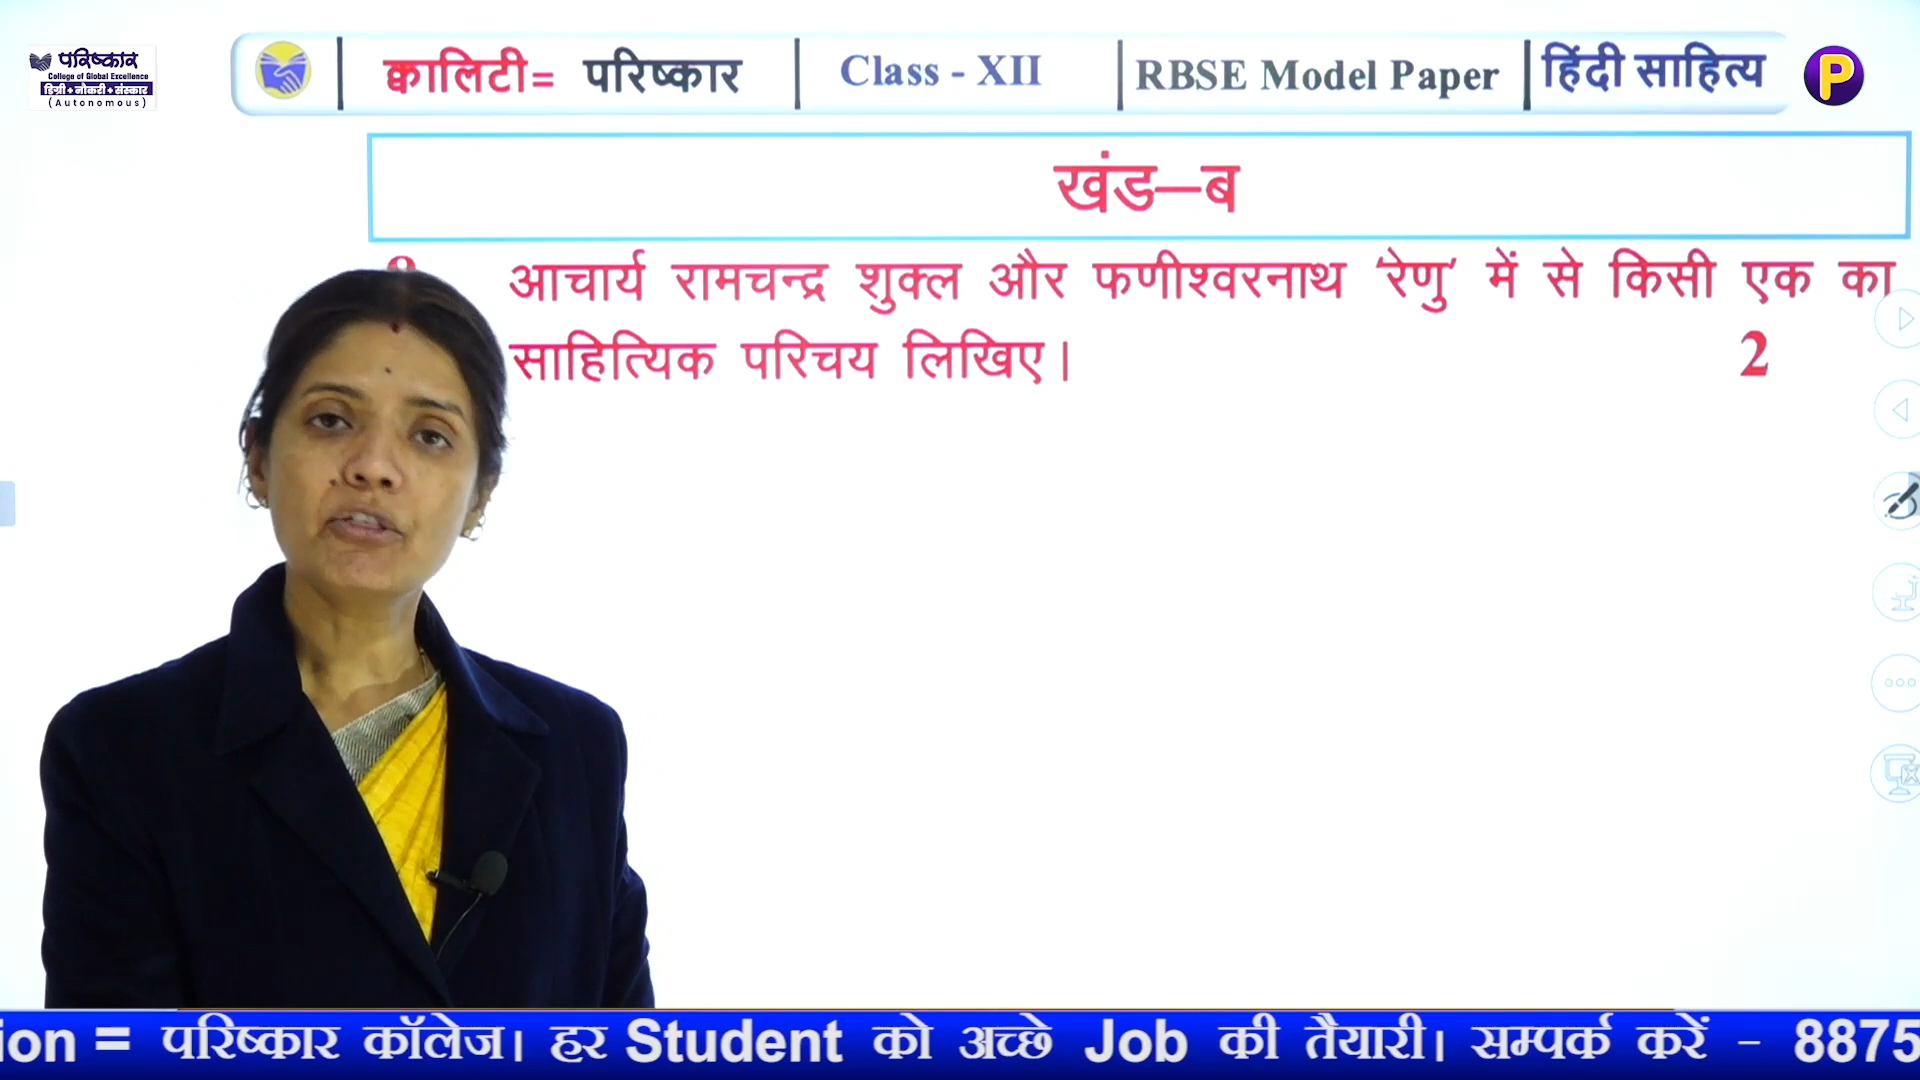 परिष्कार
College of Global Excellence
डिग्री + नौकरी + संस्कार
(Autonomous)
क्वालिटी= परिष्कार
Class - XII
RBSE Model Paper
हिंदी साहित्य
P
खंड–ब
आचार्य रामचन्द्र शुक्ल और फणीश्वरनाथ 'रेणु' में से किसी एक का
साहित्यिक परिचय लिखिए। 2
ion = परिष्कार कॉलेज। हर Student को अच्छे Job की तैयारी। सम्पर्क करें - 8875